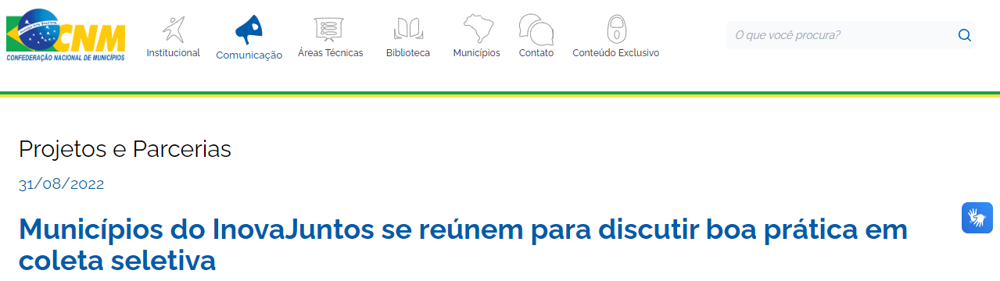 CNM
CONFEDERAÇÃO NACIONAL DE MUNICÍPIOS
Institucional
Comunicação
Áreas Técnicas
Biblioteca
Municípios
Contato
Conteúdo Exclusivo
O que você procura?
Projetos e Parcerias
31/08/2022
Municípios do InovaJuntos se reúnem para discutir boa prática em
coleta seletiva